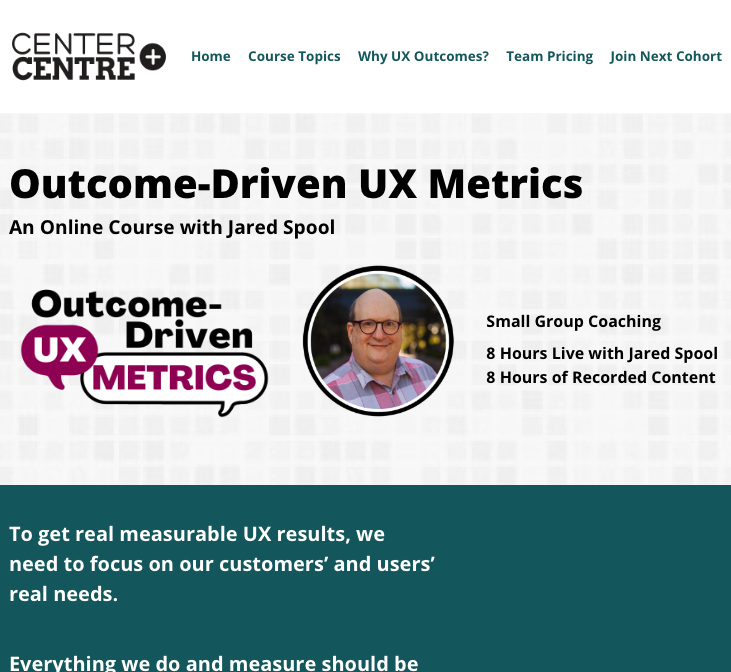 CENTER
CENTRE
Home Course Topics Why UX Outcomes? Team Pricing Join Next Cohort
Outcome-Driven UX Metrics
An Online Course with Jared Spool
Outcome-
Driven
UX
METRICS
Small Group Coaching
8 Hours Live with Jared Spool
8 Hours of Recorded Content
To get real measurable UX results, we
need to focus on our customers’ and users’
real needs.
Everything we do and measure should be